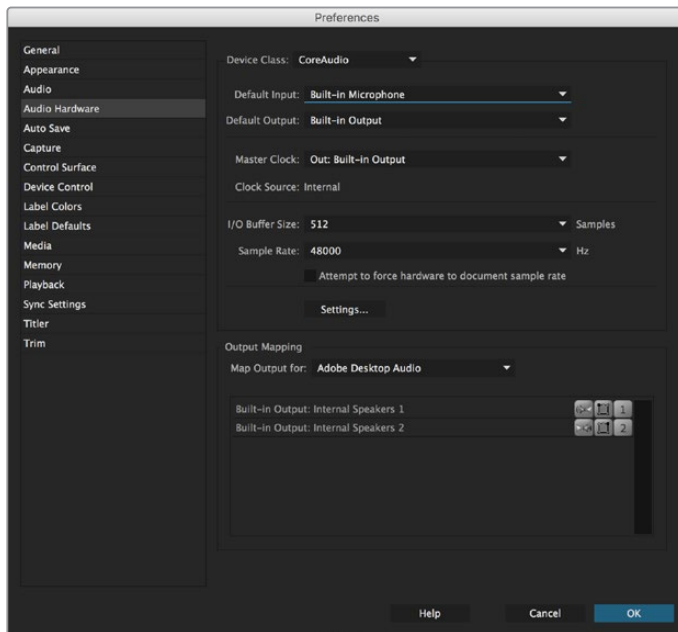 Preferences
General
Appearance
Audio
Audio Hardware
Auto Save
Capture
Control Surface
Device Control
Label Colors
Label Defaults
Media
Memory
Playback
Sync Settings
Titler
Trim
Device Class: CoreAudio
Default Input: Built-in Microphone
Default Output: Built-in Output
Master Clock: Out: Built-in Output
Clock Source: Internal
I/O Buffer Size: 512 Samples
Sample Rate: 48000 Hz
Attempt to force hardware to document sample rate
Settings...
Output Mapping
Map Output for: Adobe Desktop Audio
Built-in Output: Internal Speakers 1 1
Built-in Output: Internal Speakers 2 2
Help Cancel OK